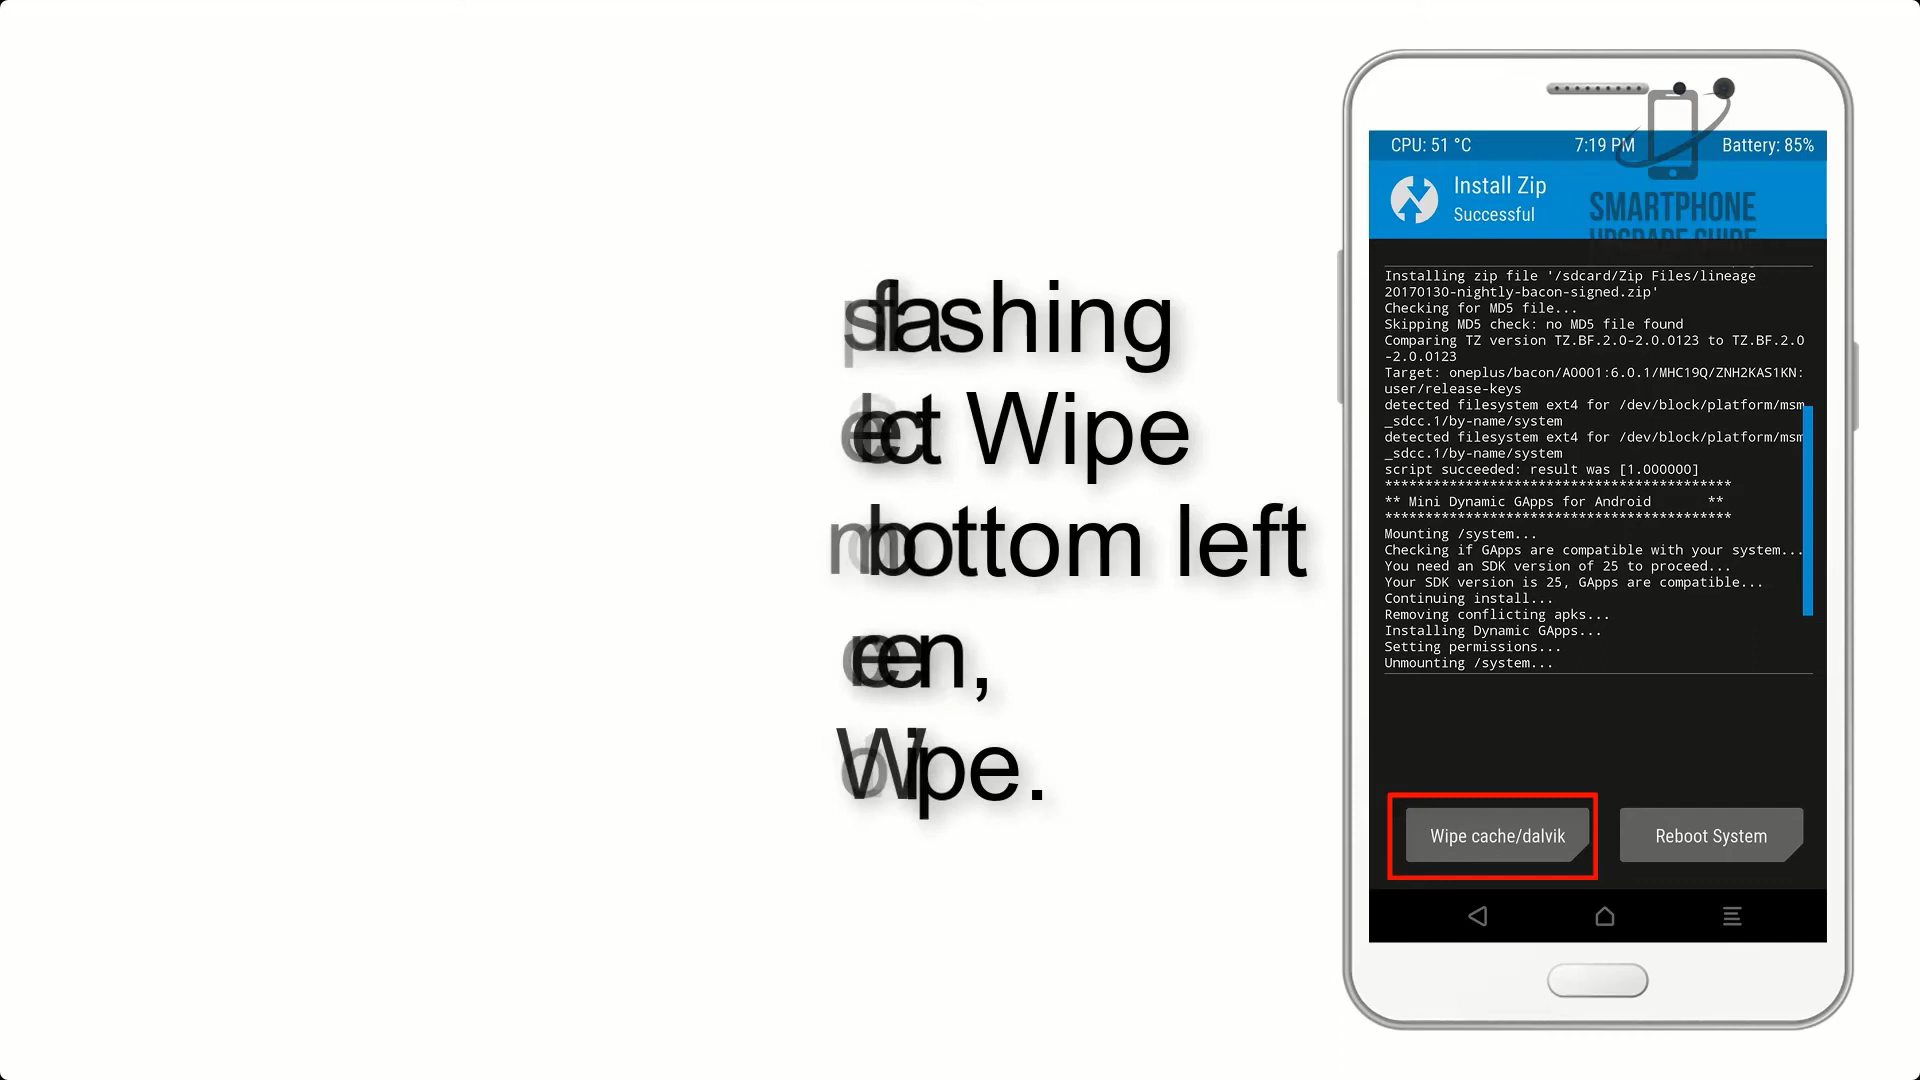 flashing
Wipe
bottom left
Wipe.
CPU: 51 °C 7:19 PM Battery: 85%
Install Zip
Successful
SMARTPHONE
UPGRADE GUIDE
Installing zip file '/sdcard/Zip Files/lineage
20170130-nightly-bacon-signed.zip'
Checking for MD5 file...
Skipping MD5 check: no MD5 file found
Comparing TZ version TZ.BF.2.0-2.0.0123 to TZ.BF.2.0
-2.0.0123
Target: oneplus/bacon/A0001:6.0.1/MHC19Q/ZNH2KAS1KN:
user/release-keys
detected filesystem ext4 for /dev/block/platform/msm
_sdcc.1/by-name/system
detected filesystem ext4 for /dev/block/platform/msm
_sdcc.1/by-name/system
script succeeded: result was [1.000000]
******************************************
** Mini Dynamic GApps for Android **
******************************************
Mounting /system...
Checking if GApps are compatible with your system...
You need an SDK version of 25 to proceed...
Your SDK version is 25, GApps are compatible...
Continuing install...
Removing conflicting apks...
Installing Dynamic GApps...
Setting permissions...
Unmounting /system...
Wipe cache/dalvik Reboot System